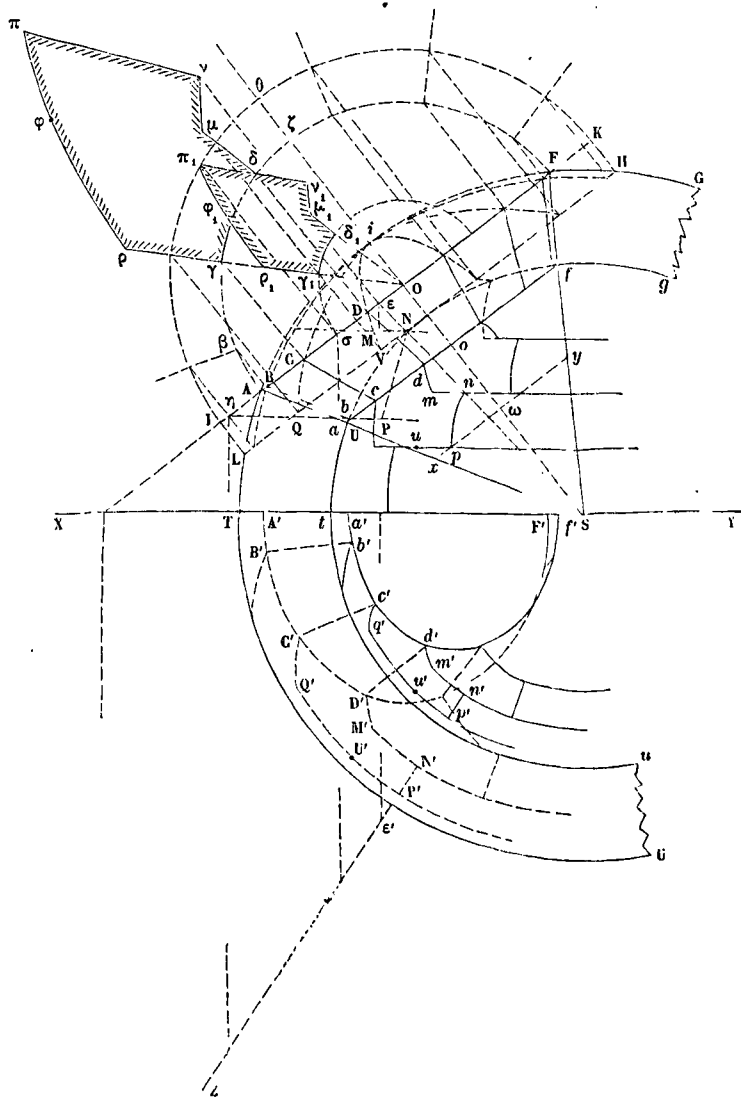 π
ν
θ
φ
ζ
μ
K
π₁ δ F H
G
ν₁
μ₁
φ₁
δ₁ i
ρ γ ρ₁ γ₁ f g
O
ε
D
N
σ M o
β G V y
d
B m n
A c
η Q b P ω
I a U u
L x p
X T A' t a' F' f' S Y
B' b'
C'
q'
G' d'
m'
Q' u' n'
D' p'
M'
U' N' u
P'
ε' U
Z